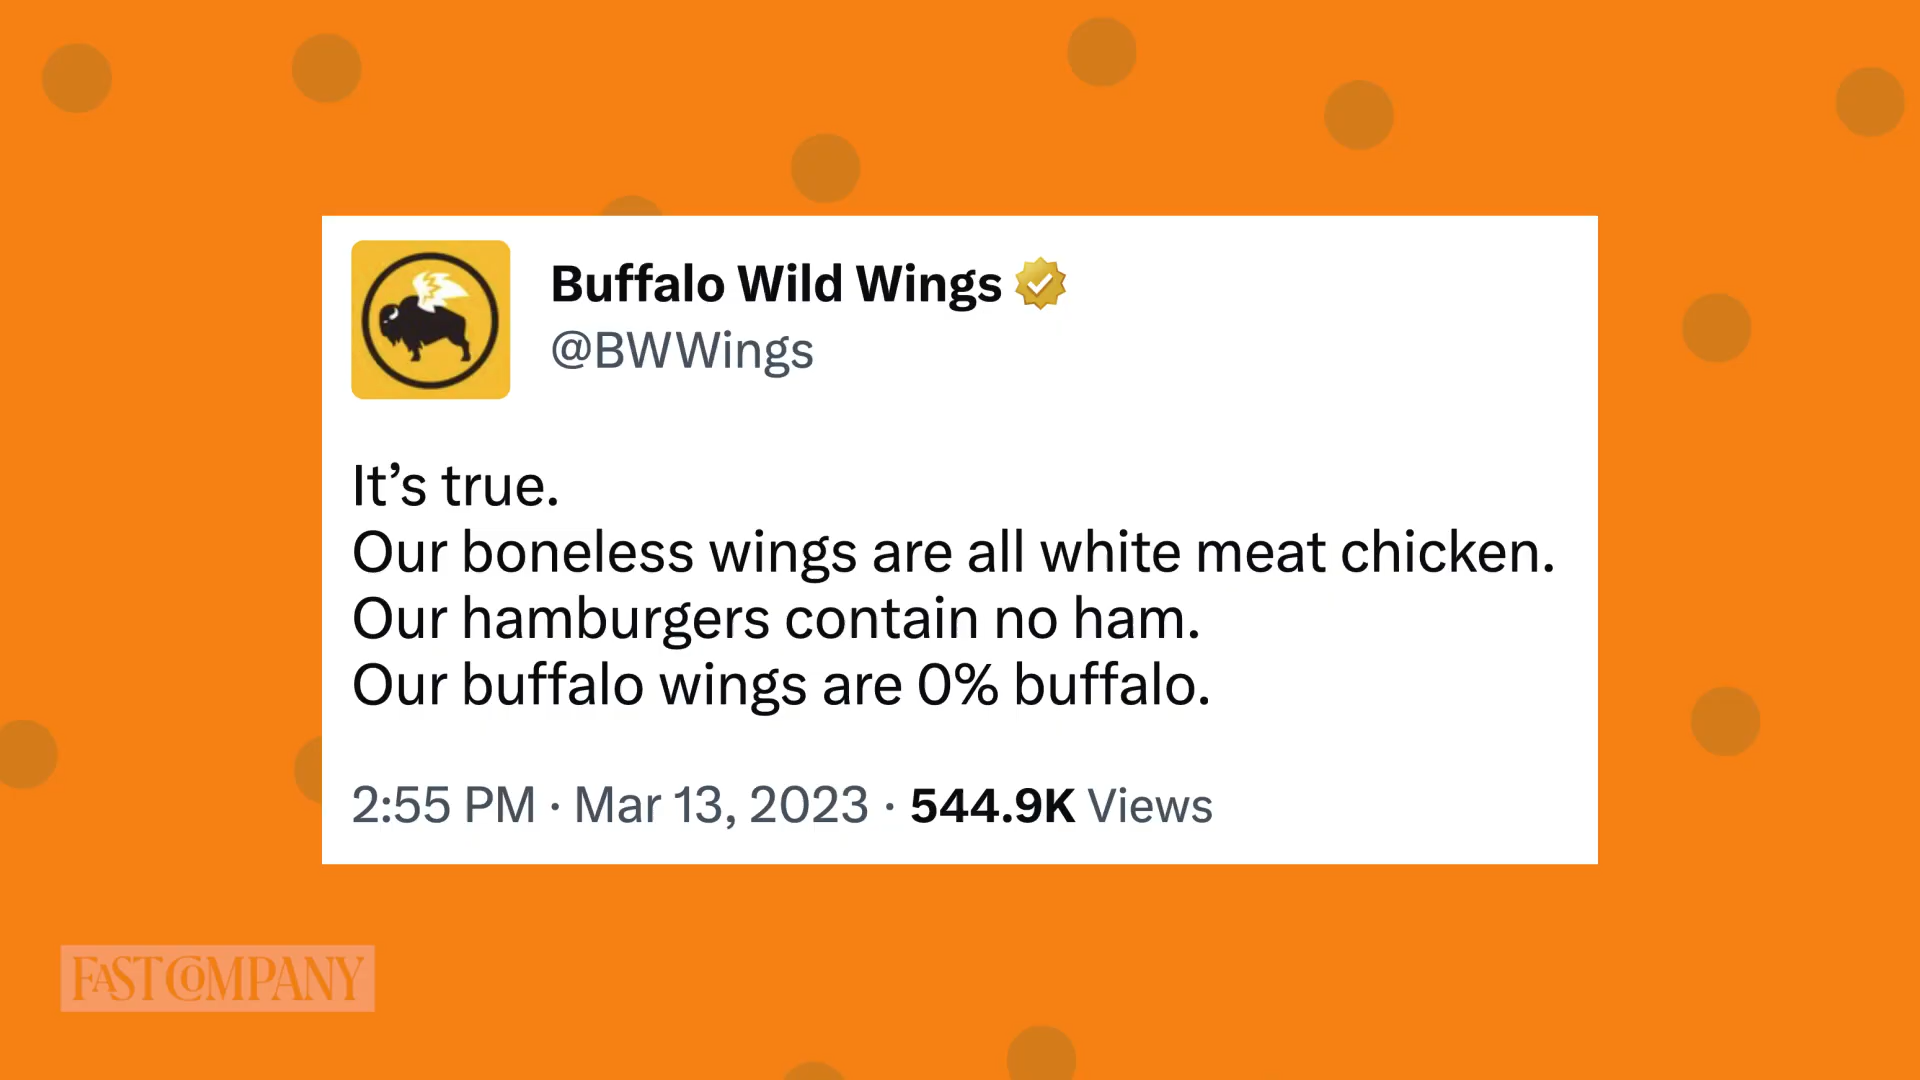 Buffalo Wild Wings
@BWWings
It’s true.
Our boneless wings are all white meat chicken.
Our hamburgers contain no ham.
Our buffalo wings are 0% buffalo.
2:55 PM · Mar 13, 2023 · 544.9K Views
FAST COMPANY